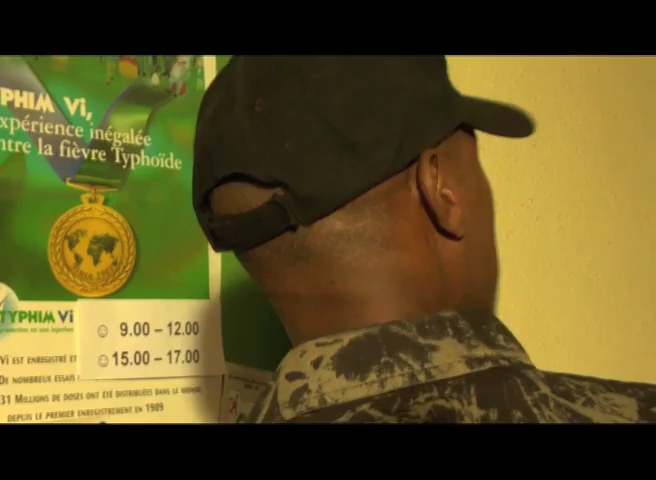 PHIM Vi,
xpérience inégalée
ntre la fièvre Typhoïde
TYPHIM Vi
9.00 – 12.00
15.00 – 17.00
VI EST ENREGISTRÉ ET
DE NOMBREUX ESSAIS
31 MILLIONS DE DOSES ONT ÉTÉ DISTRIBUÉES DANS LE MONDE
DEPUIS LE PREMIER ENREGISTREMENT EN 1989